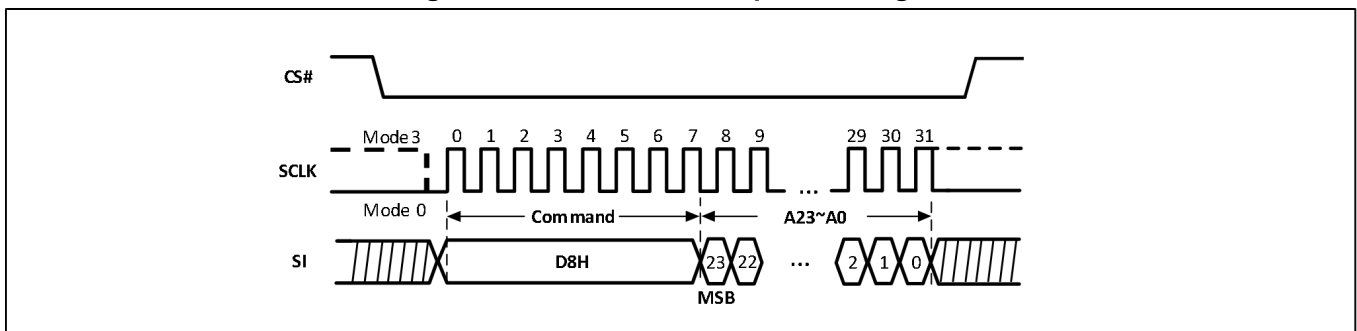 CS#
Mode 3 0 1 2 3 4 5 6 7 8 9 29 30 31
SCLK ...
Mode 0 Command A23~A0
SI D8H 23 22 ... 2 1 0
MSB